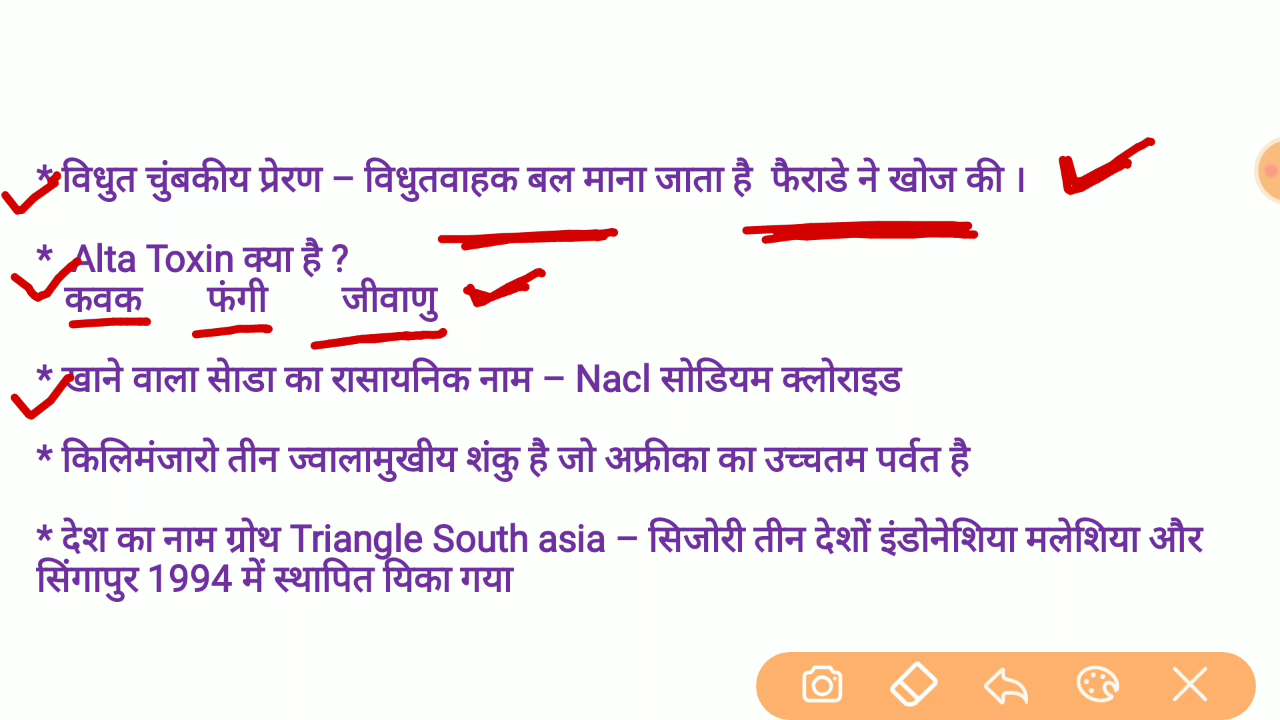 * विधुत चुंबकीय प्रेरण – विधुतवाहक बल माना जाता है फैराडे ने खोज की ।
* Alta Toxin क्या है ?
कवक फंगी जीवाणु
* खाने वाला सेाडा का रासायनिक नाम – Nacl सोडियम क्लोराइड
* किलिमंजारो तीन ज्वालामुखीय शंकु है जो अफ्रीका का उच्चतम पर्वत है
* देश का नाम ग्रोथ Triangle South asia – सिजोरी तीन देशों इंडोनेशिया मलेशिया और
सिंगापुर 1994 में स्थापित यिका गया